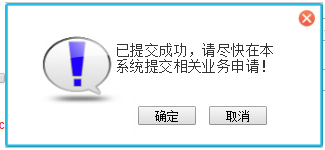 已提交成功，请尽快在本
系统提交相关业务申请！
确定
取消